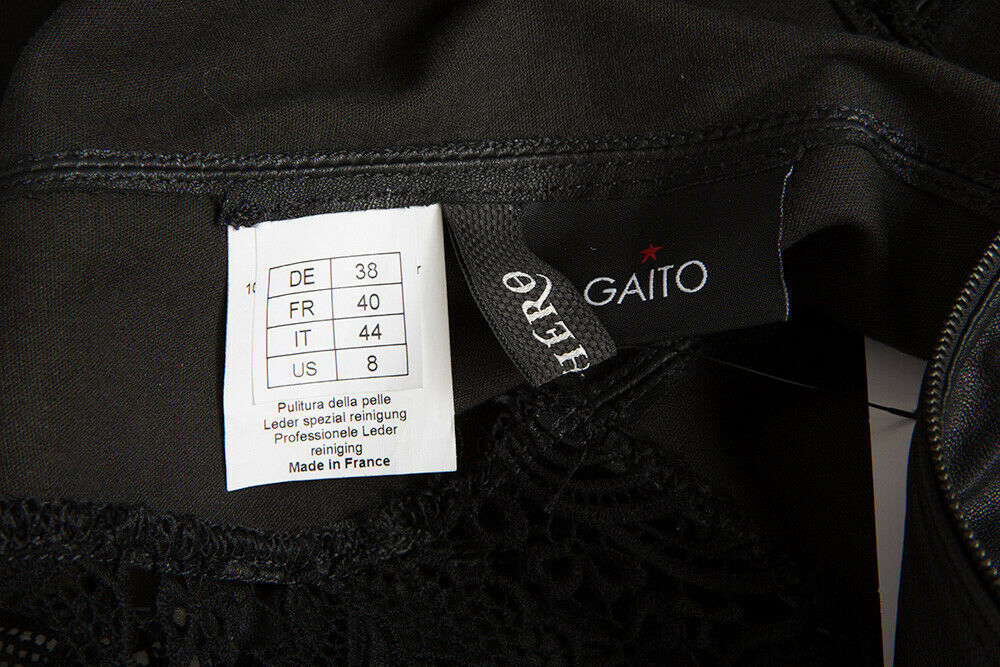 DE 38
FR 40
IT 44
US 8
Pulitura della pelle
Leder spezial reinigung
Professionele Leder
reiniging
Made in France
HERO
GAITO